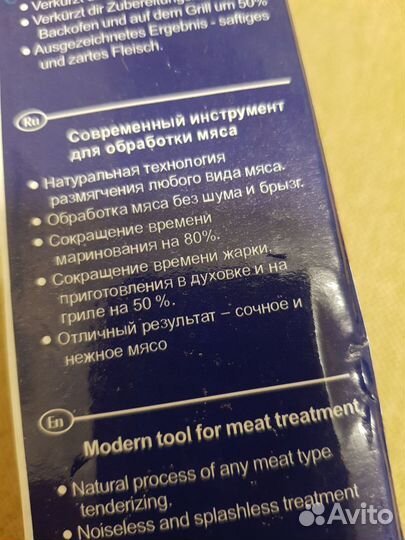 • Verkürzt
• Verkürzt dir Zubereitung
Backofen und auf dem Grill um 50%
• Ausgezeichnetes Ergebnis - saftiges
und zartes Fleisch.
Ru
Современный инструмент
для обработки мяса
• Натуральная технология
размягчения любого вида мяса.
• Обработка мяса без шума и брызг.
• Сокращение времени
маринования на 80%.
• Сокращение времени жарки,
приготовления в духовке и на
гриле на 50 %.
• Отличный результат – сочное и
нежное мясо
En
Modern tool for meat treatment
• Natural process of any meat type
tenderizing.
• Noiseless and splashless treatment
Avito